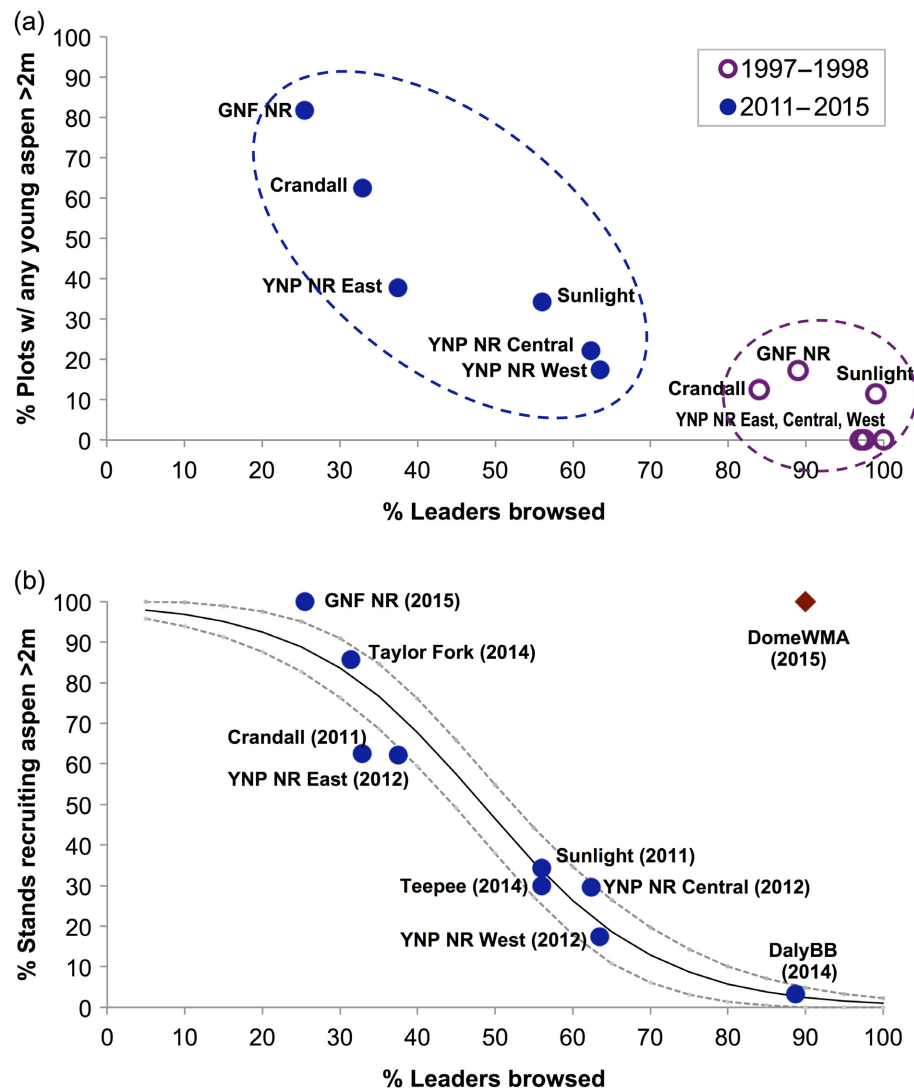 (a)
100
90
80
70
60
50
40
30
20
10
0
% Plots w/ any young aspen >2m
1997–1998
2011–2015
GNF NR
Crandall
YNP NR East
Sunlight
YNP NR Central
YNP NR West
GNF NR
Crandall
Sunlight
YNP NR East, Central, West
0 10 20 30 40 50 60 70 80 90 100
% Leaders browsed
(b)
100
90
80
70
60
50
40
30
20
10
0
% Stands recruiting aspen >2m
GNF NR (2015)
Taylor Fork (2014)
DomeWMA
(2015)
Crandall (2011)
YNP NR East (2012)
Sunlight (2011)
Teepee (2014)
YNP NR Central (2012)
YNP NR West (2012)
DalyBB
(2014)
0 10 20 30 40 50 60 70 80 90 100
% Leaders browsed